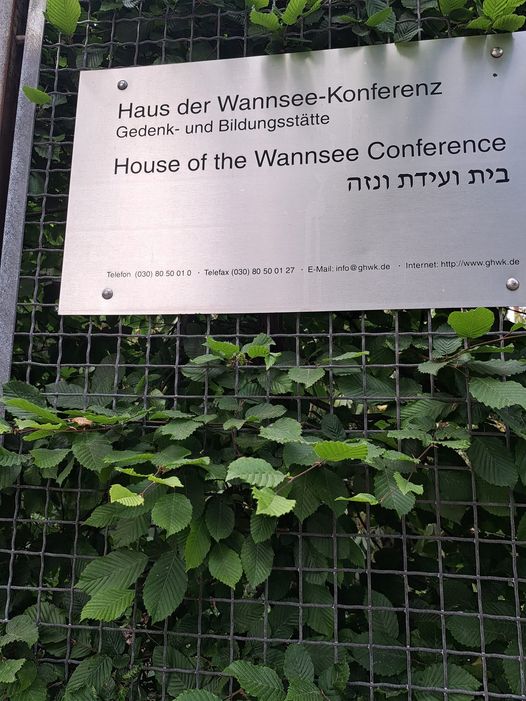 Haus der Wannsee-Konferenz
Gedenk- und Bildungsstätte
House of the Wannsee Conference
בית ועידת ונזה
Telefon (030) 80 50 01 0 · Telefax (030) 80 50 01 27 · E-Mail: info@ghwk.de · Internet: http://www.ghwk.de